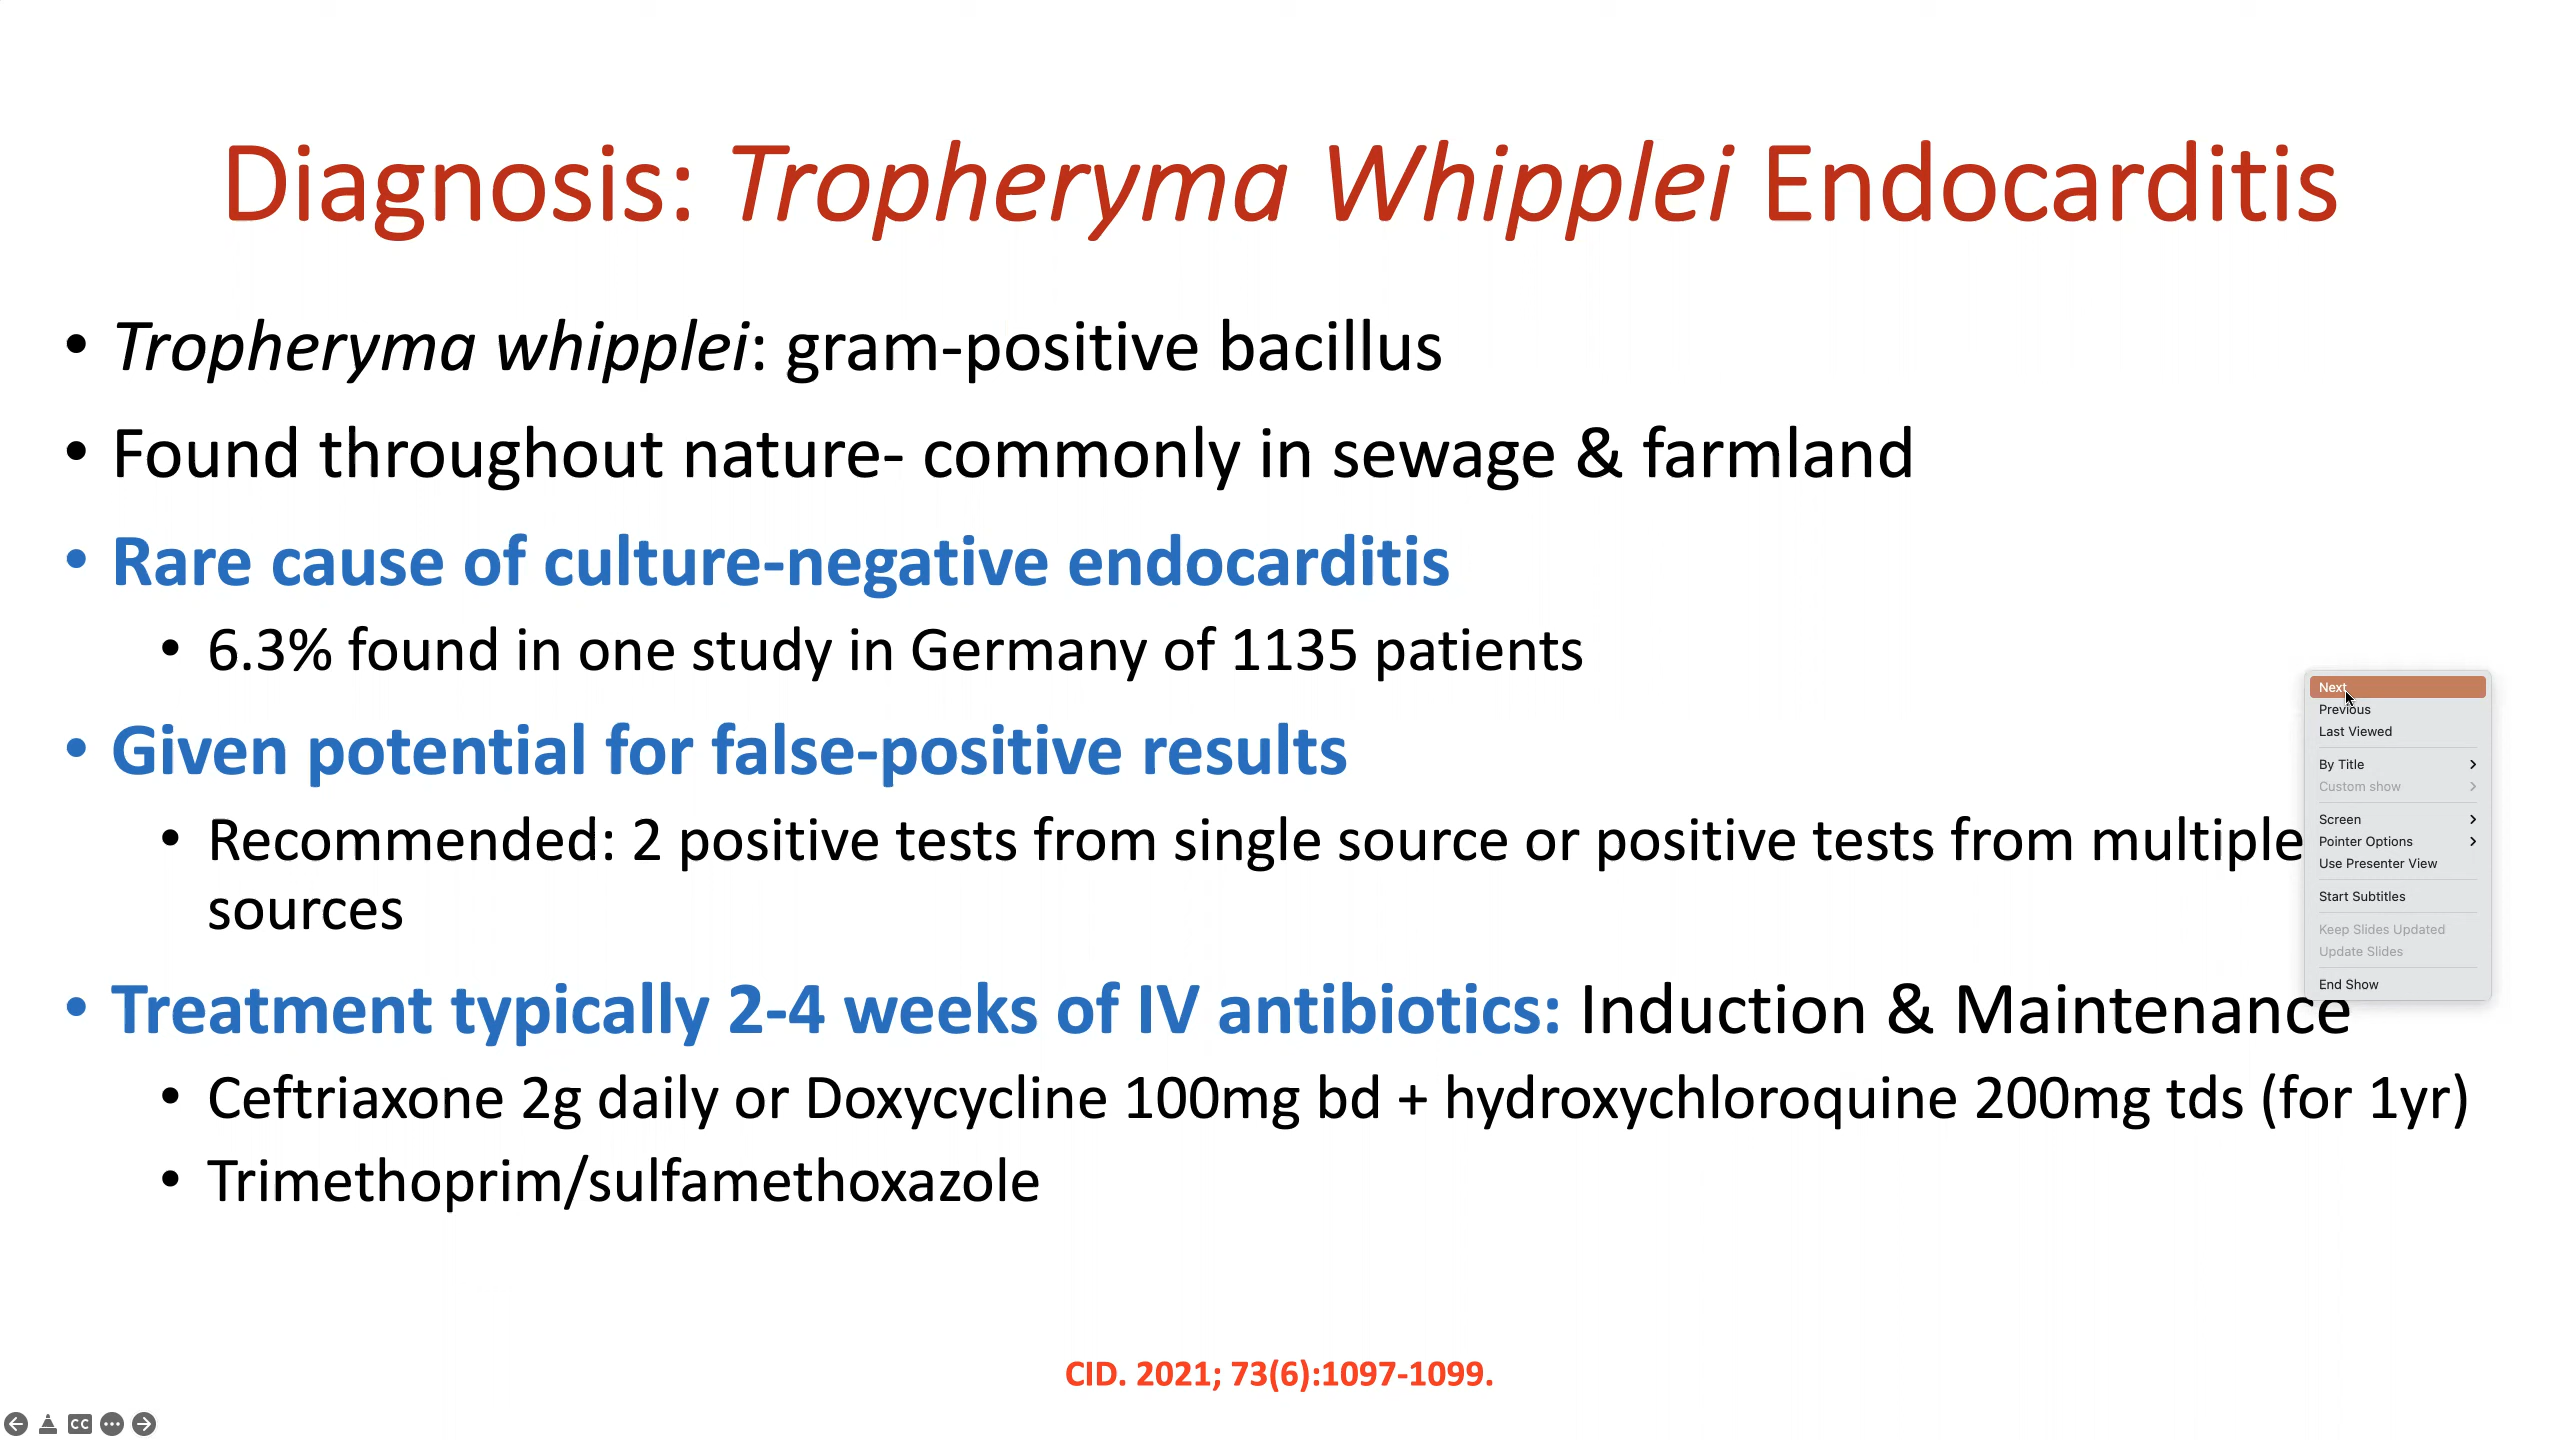 Diagnosis: Tropheryma Whipplei Endocarditis
• Tropheryma whipplei: gram-positive bacillus
• Found throughout nature- commonly in sewage & farmland
• Rare cause of culture-negative endocarditis
• 6.3% found in one study in Germany of 1135 patients
• Given potential for false-positive results
• Recommended: 2 positive tests from single source or positive tests from multiple
sources
• Treatment typically 2-4 weeks of IV antibiotics: Induction & Maintenance
• Ceftriaxone 2g daily or Doxycycline 100mg bd + hydroxychloroquine 200mg tds (for 1yr)
• Trimethoprim/sulfamethoxazole
CID. 2021; 73(6):1097-1099.
Next
Previous
Last Viewed
By Title
Custom show
Screen
Pointer Options
Use Presenter View
Start Subtitles
Keep Slides Updated
Update Slides
End Show
CC